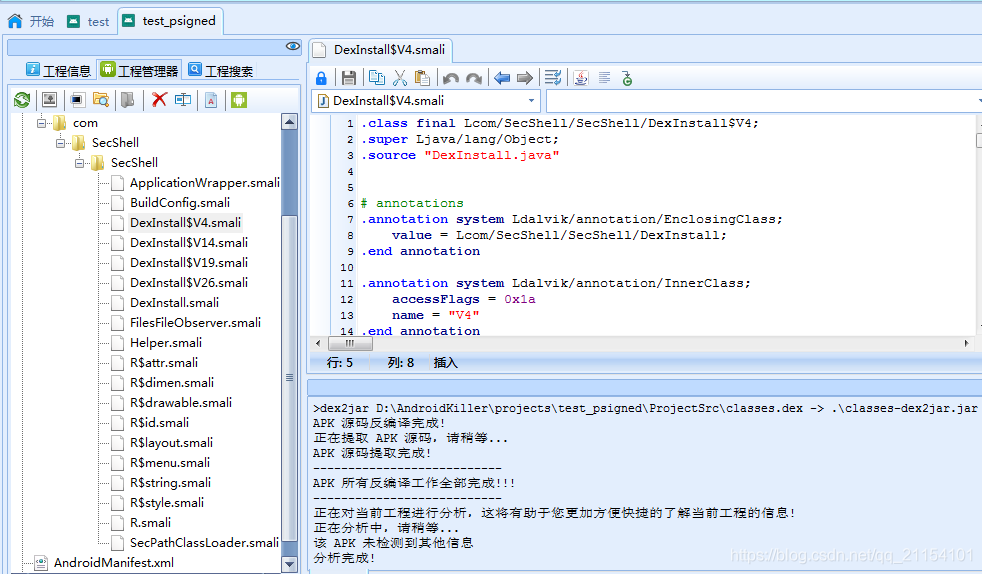 开始 test test_psigned
工程信息 工程管理器 工程搜索
com
SecShell
SecShell
ApplicationWrapper.smali
BuildConfig.smali
DexInstall$V4.smali
DexInstall$V14.smali
DexInstall$V19.smali
DexInstall$V26.smali
DexInstall.smali
FilesFileObserver.smali
Helper.smali
R$attr.smali
R$dimen.smali
R$drawable.smali
R$id.smali
R$layout.smali
R$menu.smali
R$string.smali
R$style.smali
R.smali
SecPathClassLoader.smali
AndroidManifest.xml
DexInstall$V4.smali
DexInstall$V4.smali
1 .class final Lcom/SecShell/SecShell/DexInstall$V4;
2 .super Ljava/lang/Object;
3 .source "DexInstall.java"
4
5
6 # annotations
7 .annotation system Ldalvik/annotation/EnclosingClass;
8 value = Lcom/SecShell/SecShell/DexInstall;
9 .end annotation
10
11 .annotation system Ldalvik/annotation/InnerClass;
12 accessFlags = 0x1a
13 name = "V4"
14 .end annotation
行: 5 列: 8 插入
>dex2jar D:\AndroidKiller\projects\test_psigned\ProjectSrc\classes.dex -> .\classes-dex2jar.jar
APK 源码反编译完成!
正在提取 APK 源码, 请稍等...
APK 源码提取完成!
---------------------------
APK 所有反编译工作全部完成!!!
---------------------------
正在对当前工程进行分析, 这将有助于您更加方便快捷的了解当前工程的信息!
正在分析中, 请稍等...
该 APK 未检测到其他信息
分析完成!
https://blog.csdn.net/qq_21154101